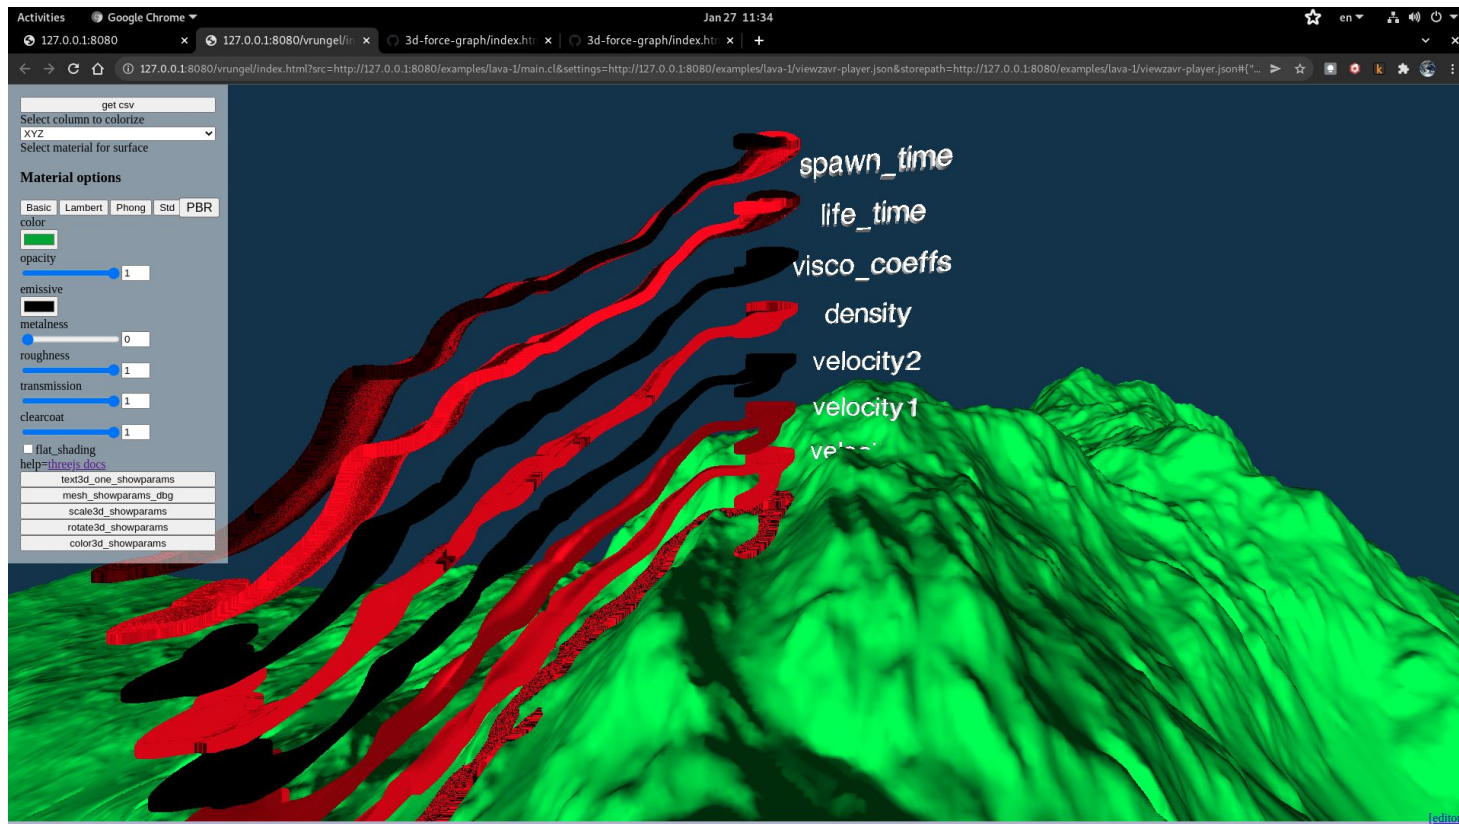 Activities Google Chrome Jan 27 11:34 en
127.0.0.1:8080 × 127.0.0.1:8080/vrungel/in × 3d-force-graph/index.htm × 3d-force-graph/index.htm × +
127.0.0.1:8080/vrungel/index.html?src=http://127.0.0.1:8080/examples/lava-1/main.cl&settings=http://127.0.0.1:8080/examples/lava-1/viewzavr-player.json&storepath=http://127.0.0.1:8080/examples/lava-1/viewzavr-player.json#{"...
get csv
Select column to colorize
XYZ
Select material for surface
Material options
Basic Lambert Phong Std PBR
color
opacity
1
emissive
metalness
0
roughness
1
transmission
1
clearcoat
1
flat_shading
help=threejs docs
text3d_one_showparams
mesh_showparams_dbg
scale3d_showparams
rotate3d_showparams
color3d_showparams
spawn_time
life_time
visco_coeffs
density
velocity2
velocity1
[editor